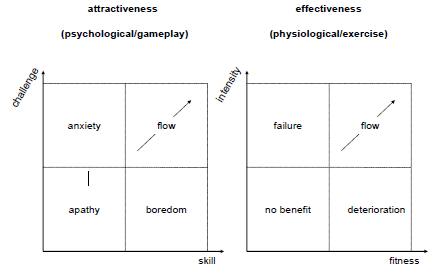 attractiveness
(psychological/gameplay)
challenge
anxiety
flow
apathy
boredom
skill
effectiveness
(physiological/exercise)
intensity
failure
flow
no benefit
deterioration
fitness